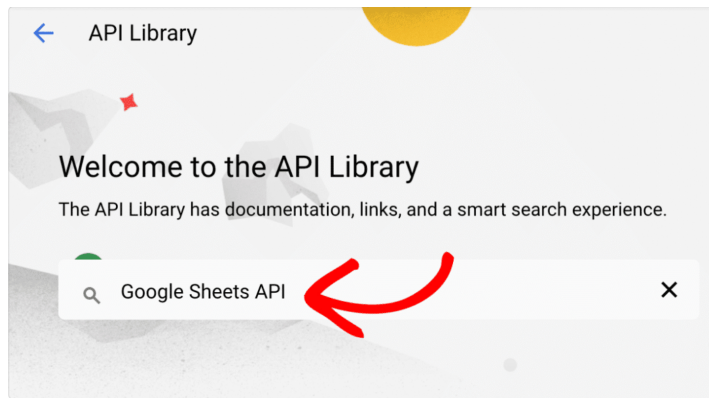 API Library
Welcome to the API Library
The API Library has documentation, links, and a smart search experience.
Google Sheets API